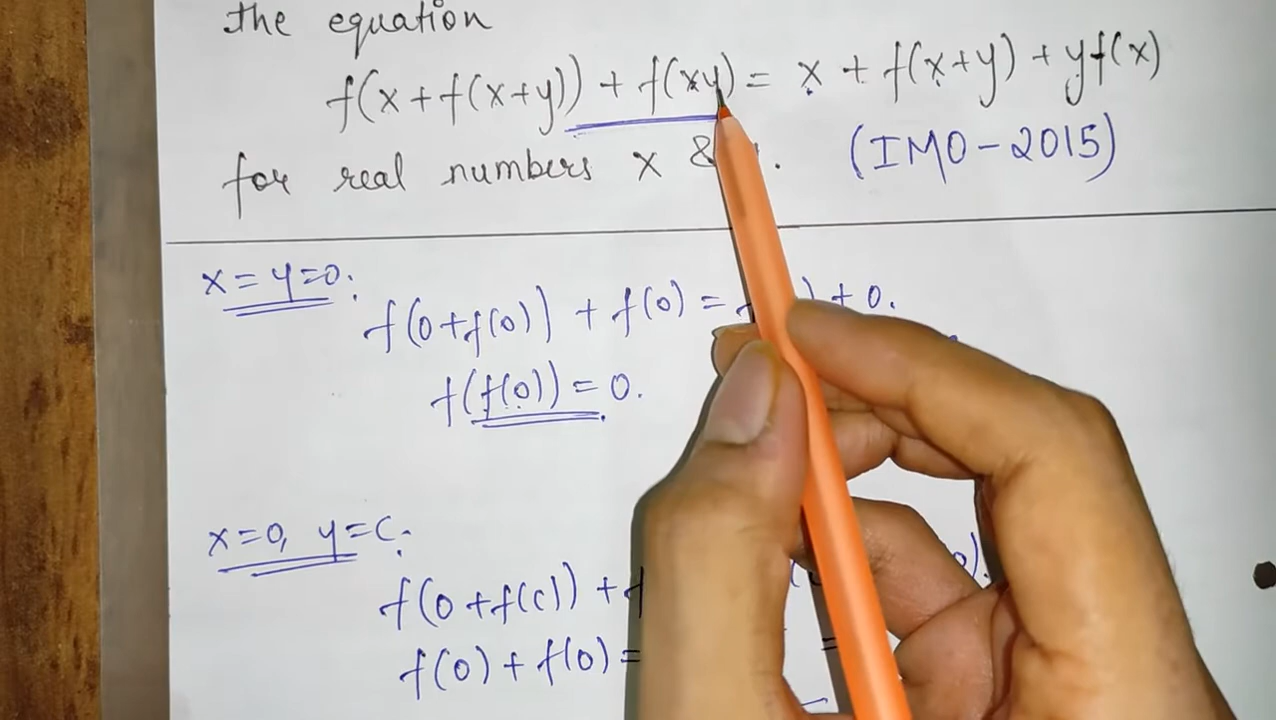 the equation
f(x+f(x+y)) + f(xy) = x + f(x+y) + yf(x)
for real numbers x & . (IMO-2015)
x=y=0:
f(0+f(0)) + f(0) = + 0.
f(f(0)) = 0.
x=0, y=c:
f(0+f(c)) +
f(0) + f(0) =